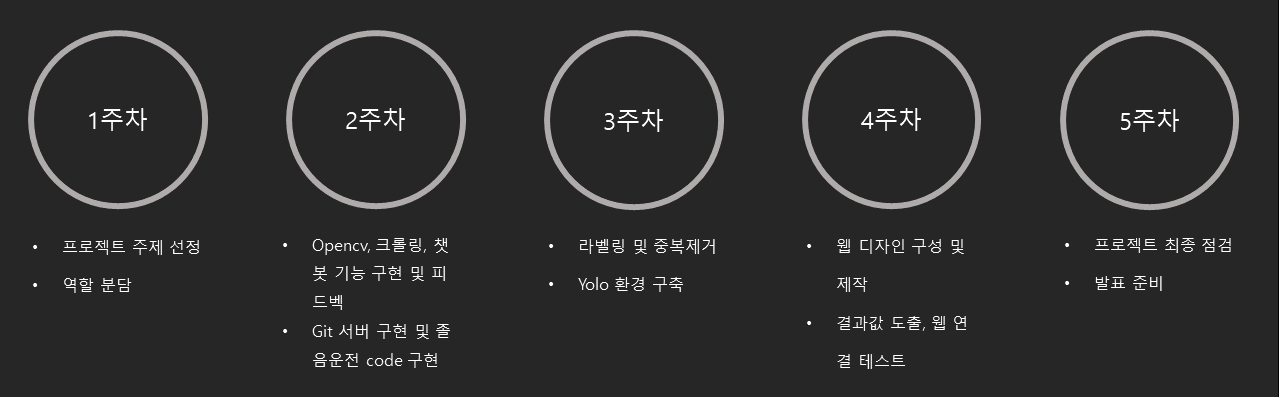 1주차
• 프로젝트 주제 선정
• 역할 분담
2주차
• Opencv, 크롤링, 챗
봇 기능 구현 및 피
드벡
• Git 서버 구현 및 졸
음운전 code 구현
3주차
• 라벨링 및 중복제거
• Yolo 환경 구축
4주차
• 웹 디자인 구성 및
제작
• 결과값 도출, 웹 연
결 테스트
5주차
• 프로젝트 최종 점검
• 발표 준비